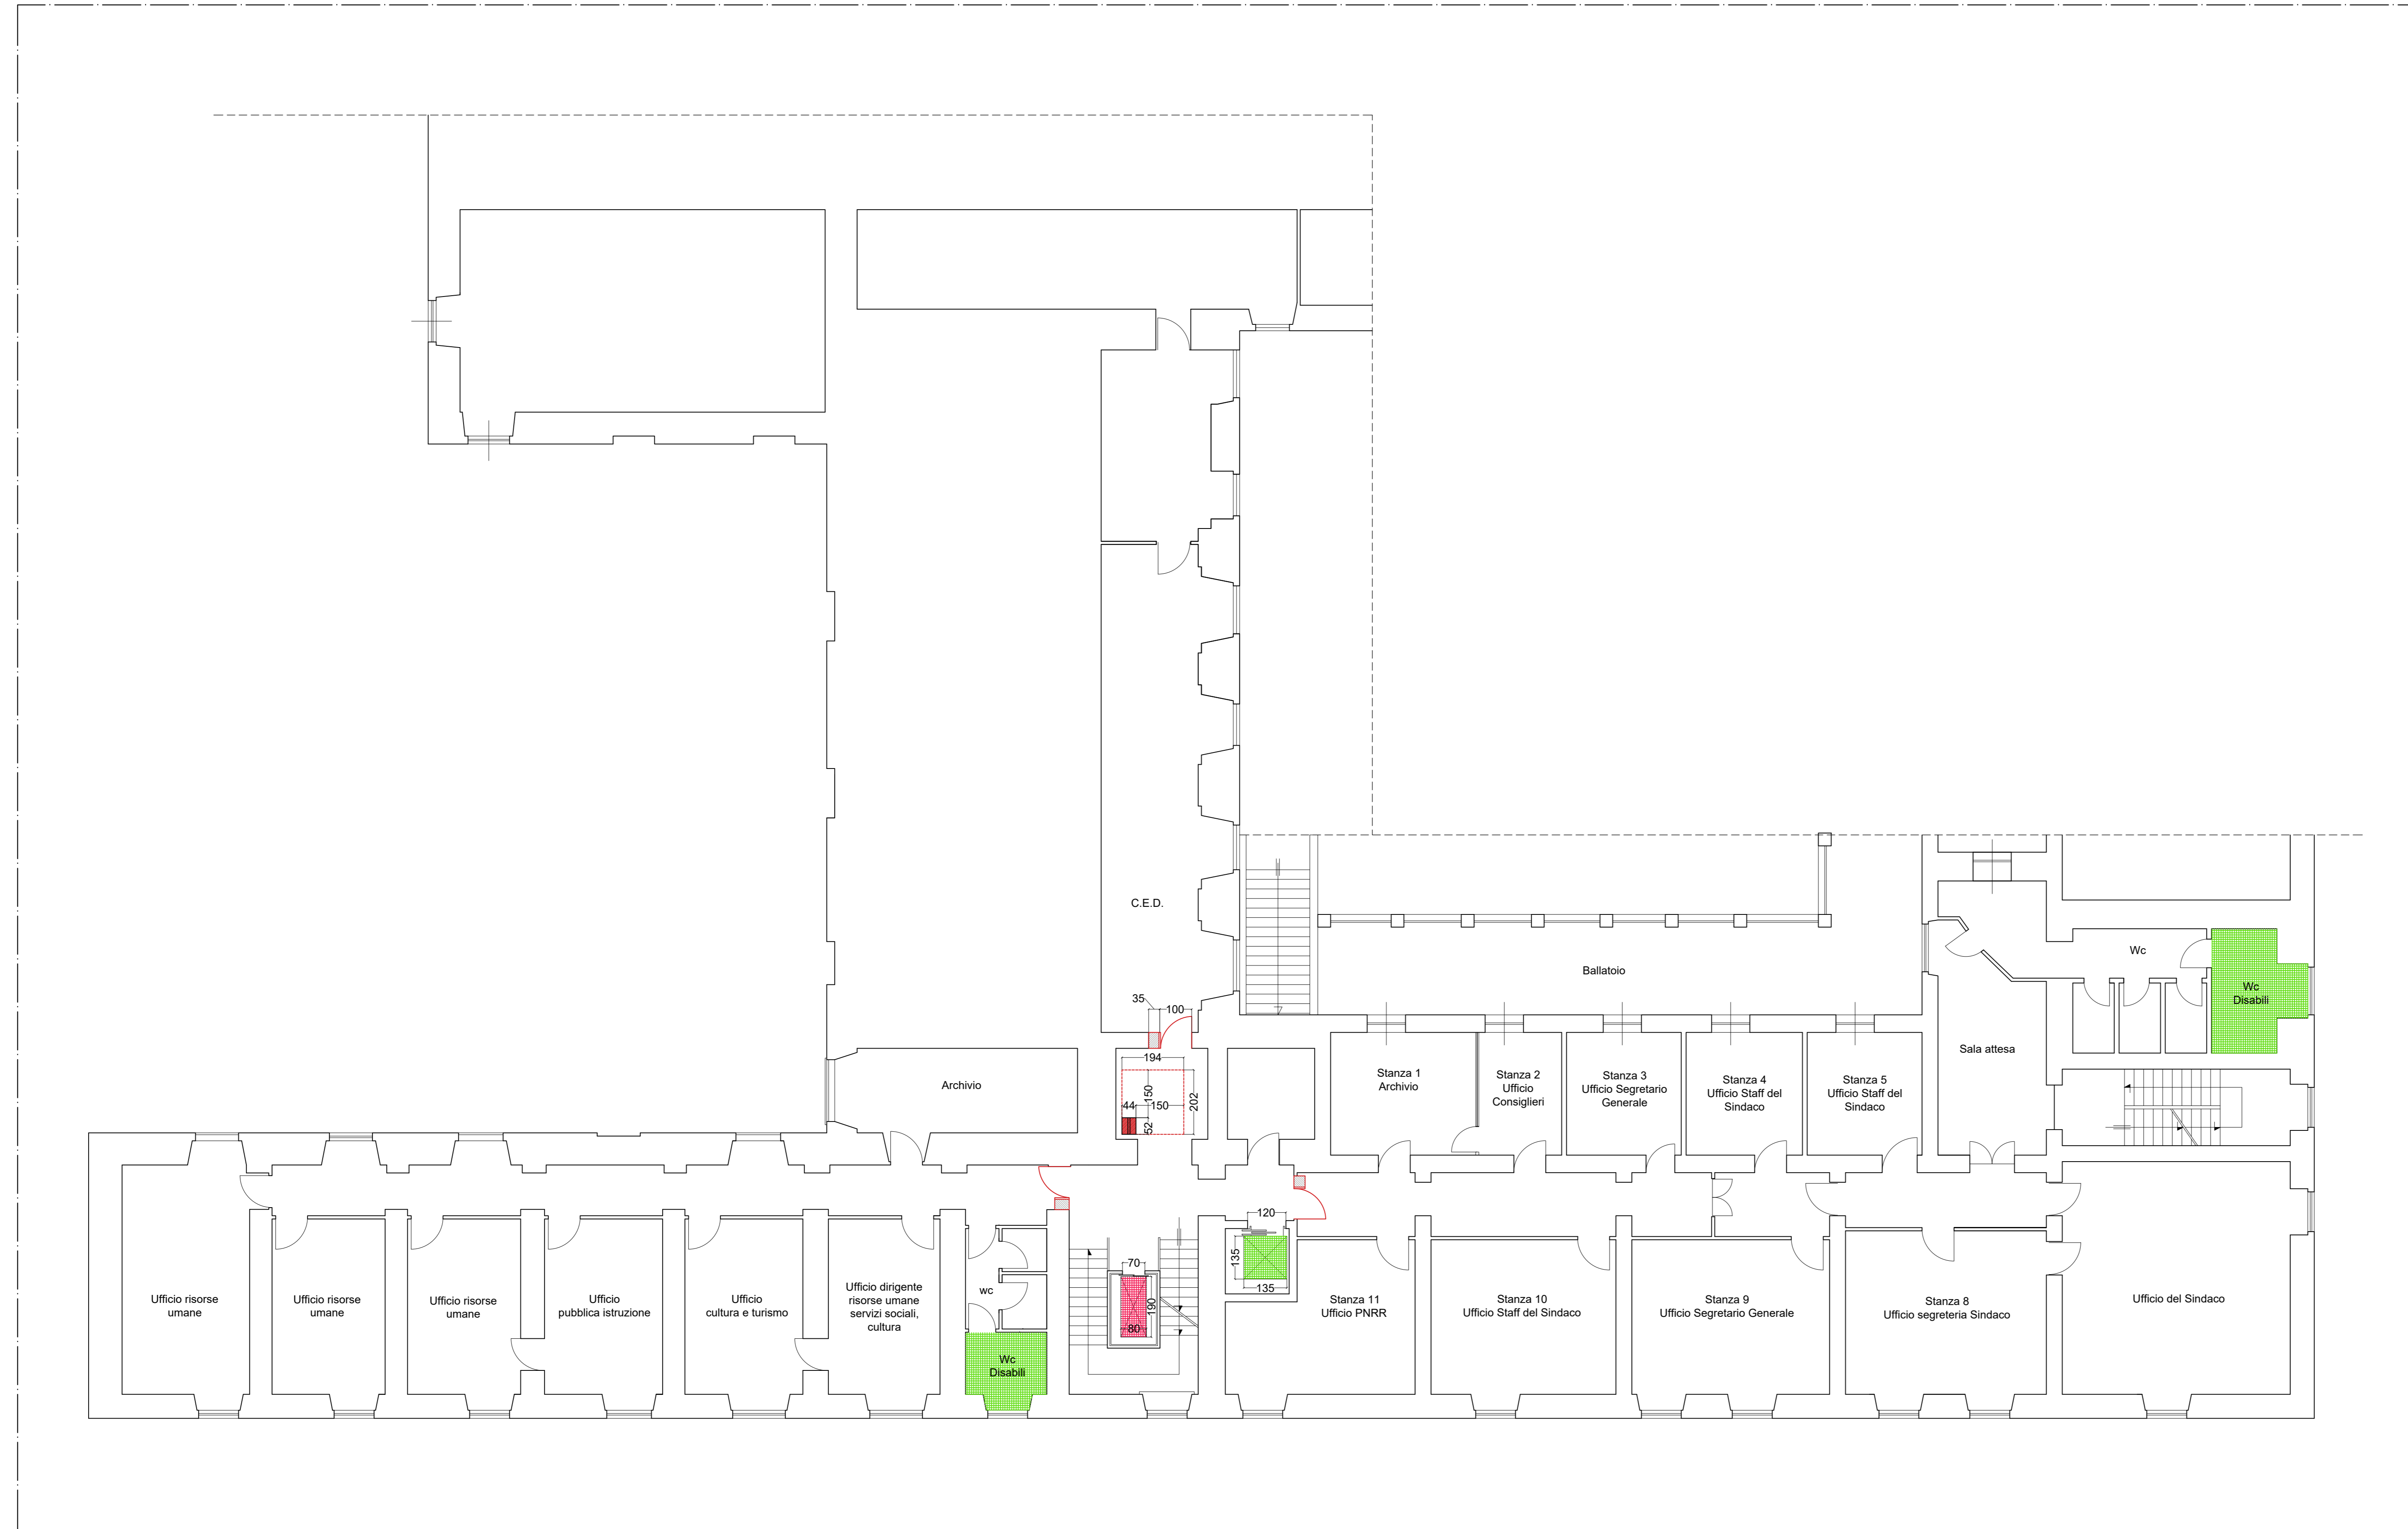 C.E.D.
Ballatoio
Wc
Wc
Disabili
35
100
194
150
44
150
202
52
Archivio
Stanza 1
Archivio
Stanza 2
Ufficio
Consiglieri
Stanza 3
Ufficio Segretario
Generale
Stanza 4
Ufficio Staff del
Sindaco
Stanza 5
Ufficio Staff del
Sindaco
Sala attesa
Ufficio risorse
umane
Ufficio risorse
umane
Ufficio risorse
umane
Ufficio
pubblica istruzione
Ufficio
cultura e turismo
Ufficio dirigente
risorse umane
servizi sociali,
cultura
wc
Wc
Disabili
70
190
80
120
135
135
Stanza 11
Ufficio PNRR
Stanza 10
Ufficio Staff del Sindaco
Stanza 9
Ufficio Segretario Generale
Stanza 8
Ufficio segreteria Sindaco
Ufficio del Sindaco